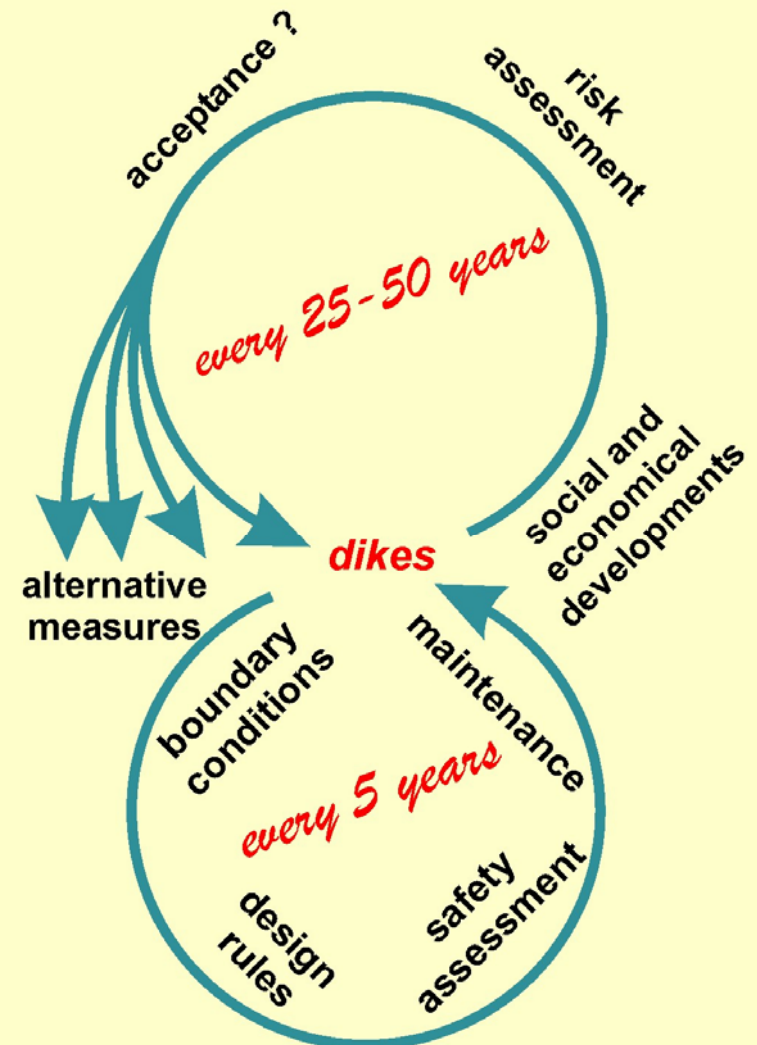 acceptance ?
risk
assessment
every 25-50 years
social and
economical
developments
dikes
alternative
measures
boundary
conditions
maintenance
every 5 years
design
rules
safety
assessment